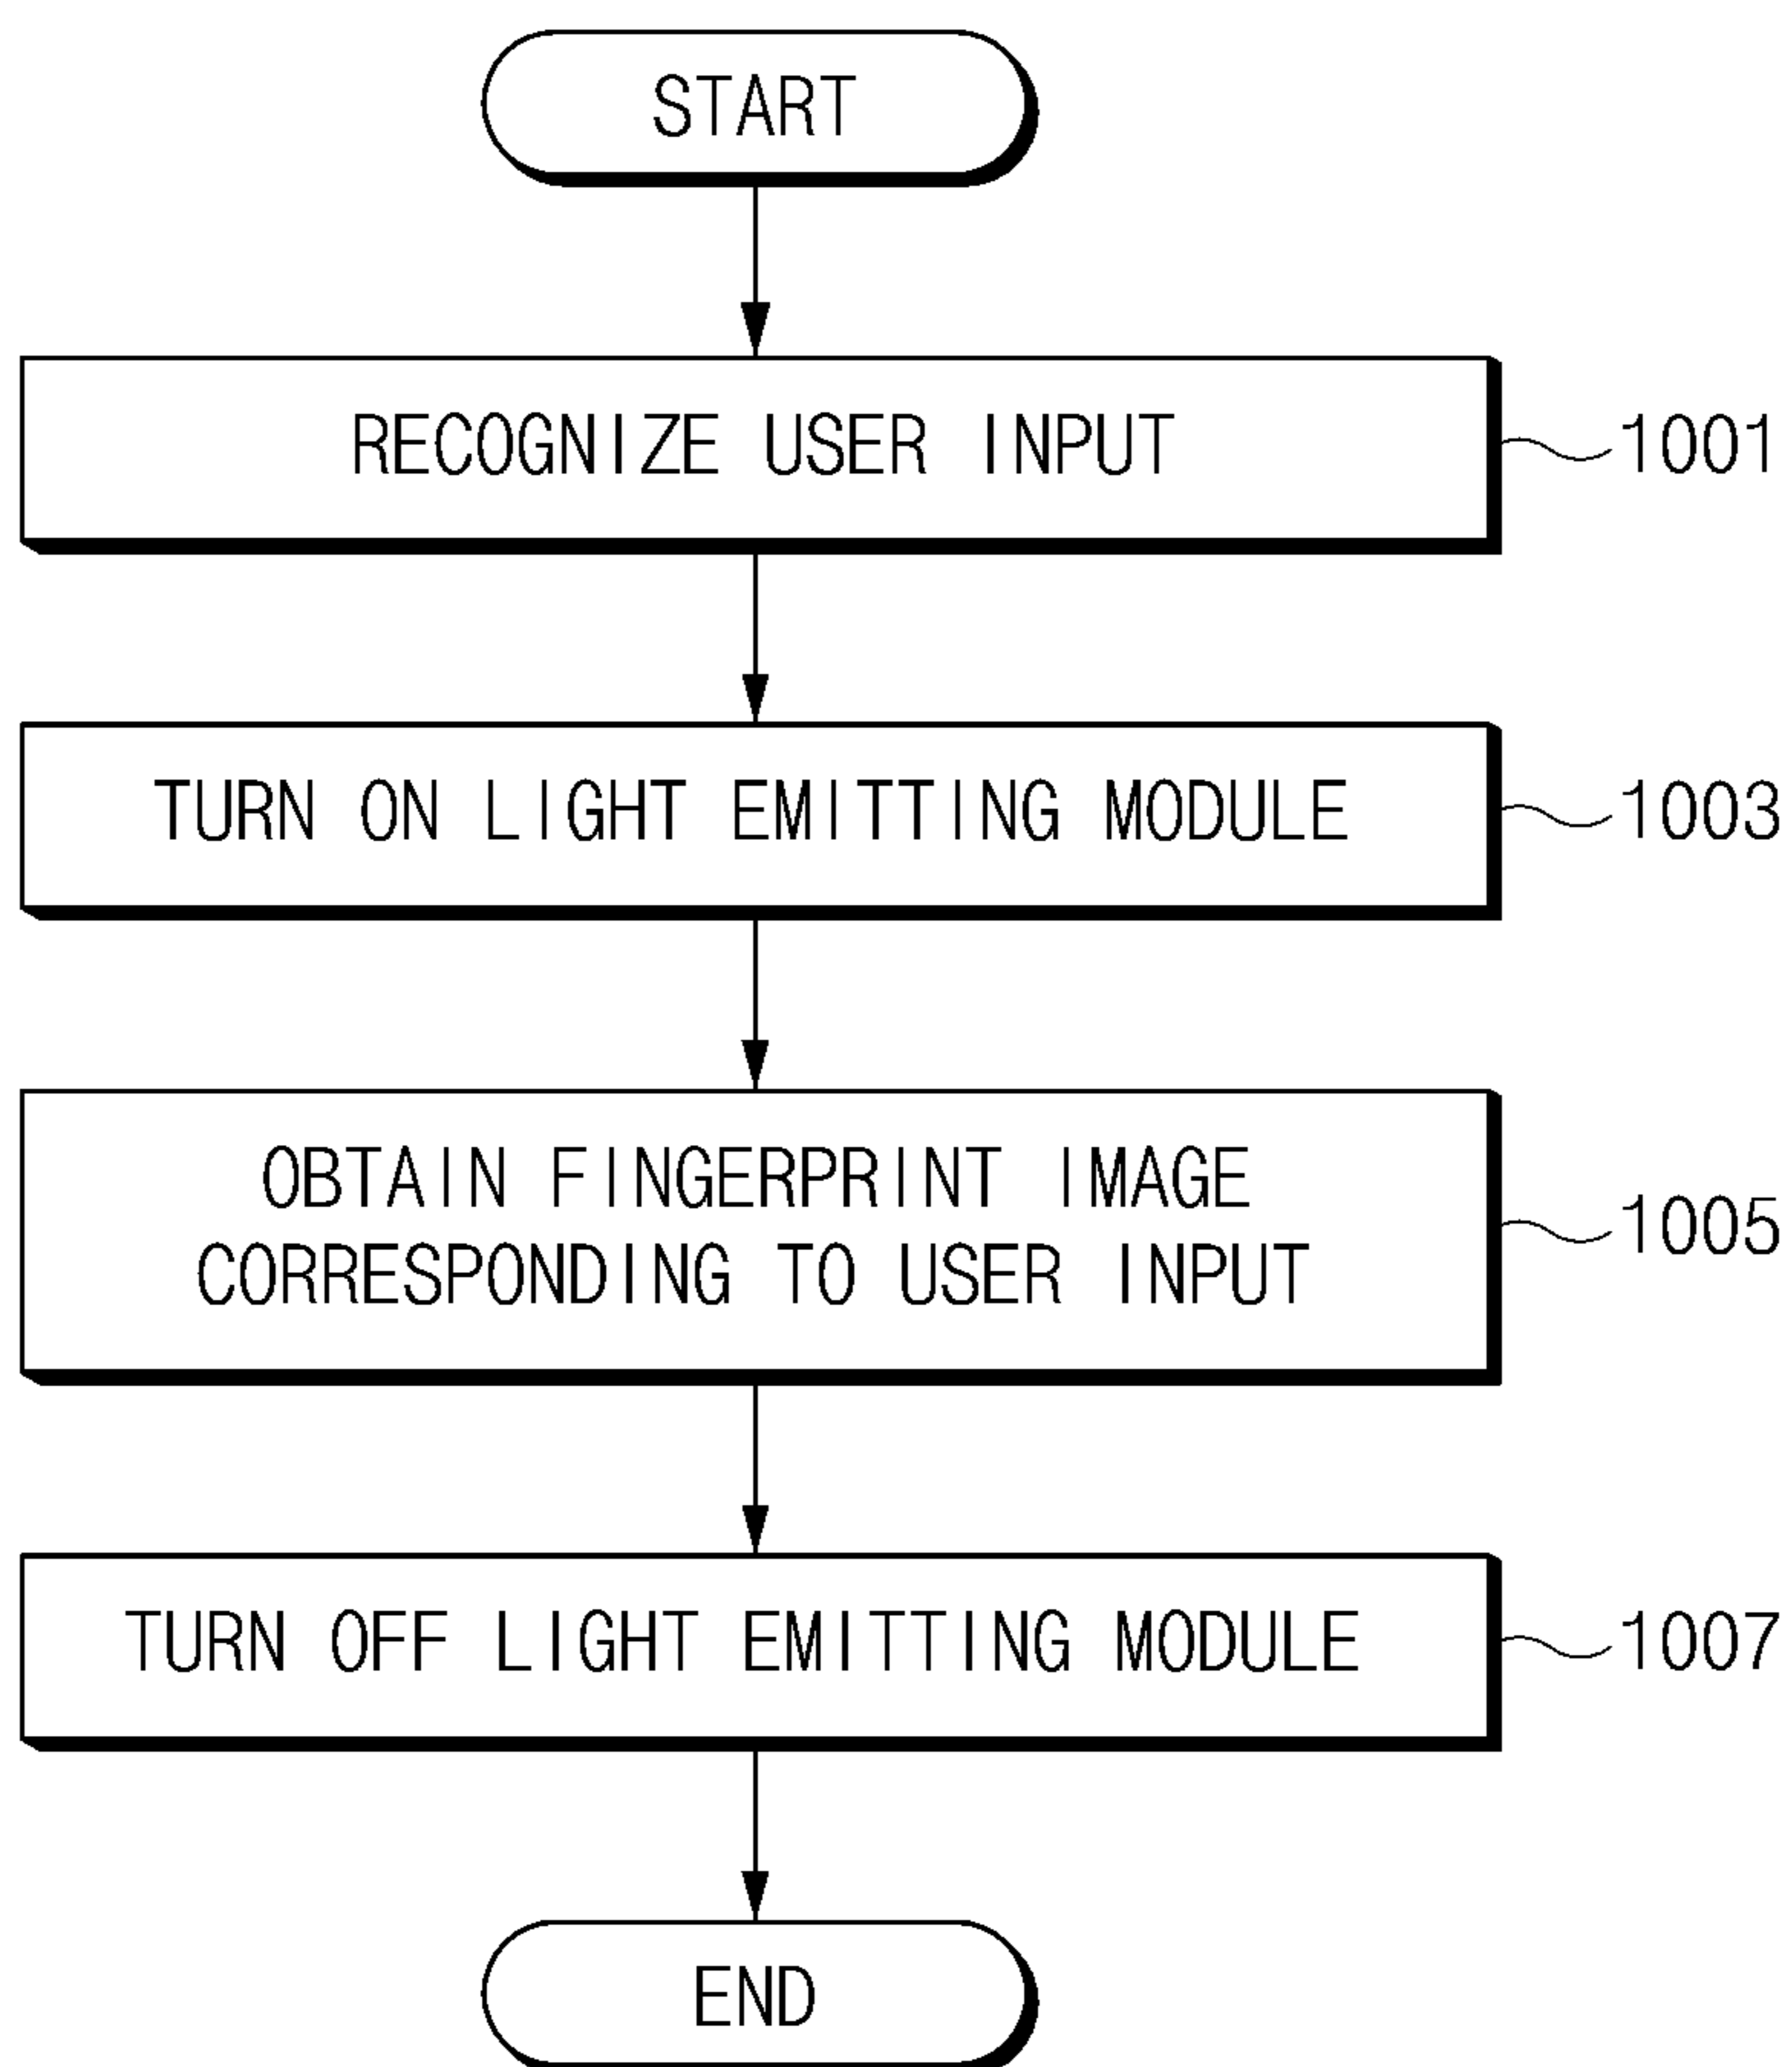 START
RECOGNIZE USER INPUT
1001
TURN ON LIGHT EMITTING MODULE
1003
OBTAIN FINGERPRINT IMAGE
CORRESPONDING TO USER INPUT
1005
TURN OFF LIGHT EMITTING MODULE
1007
END